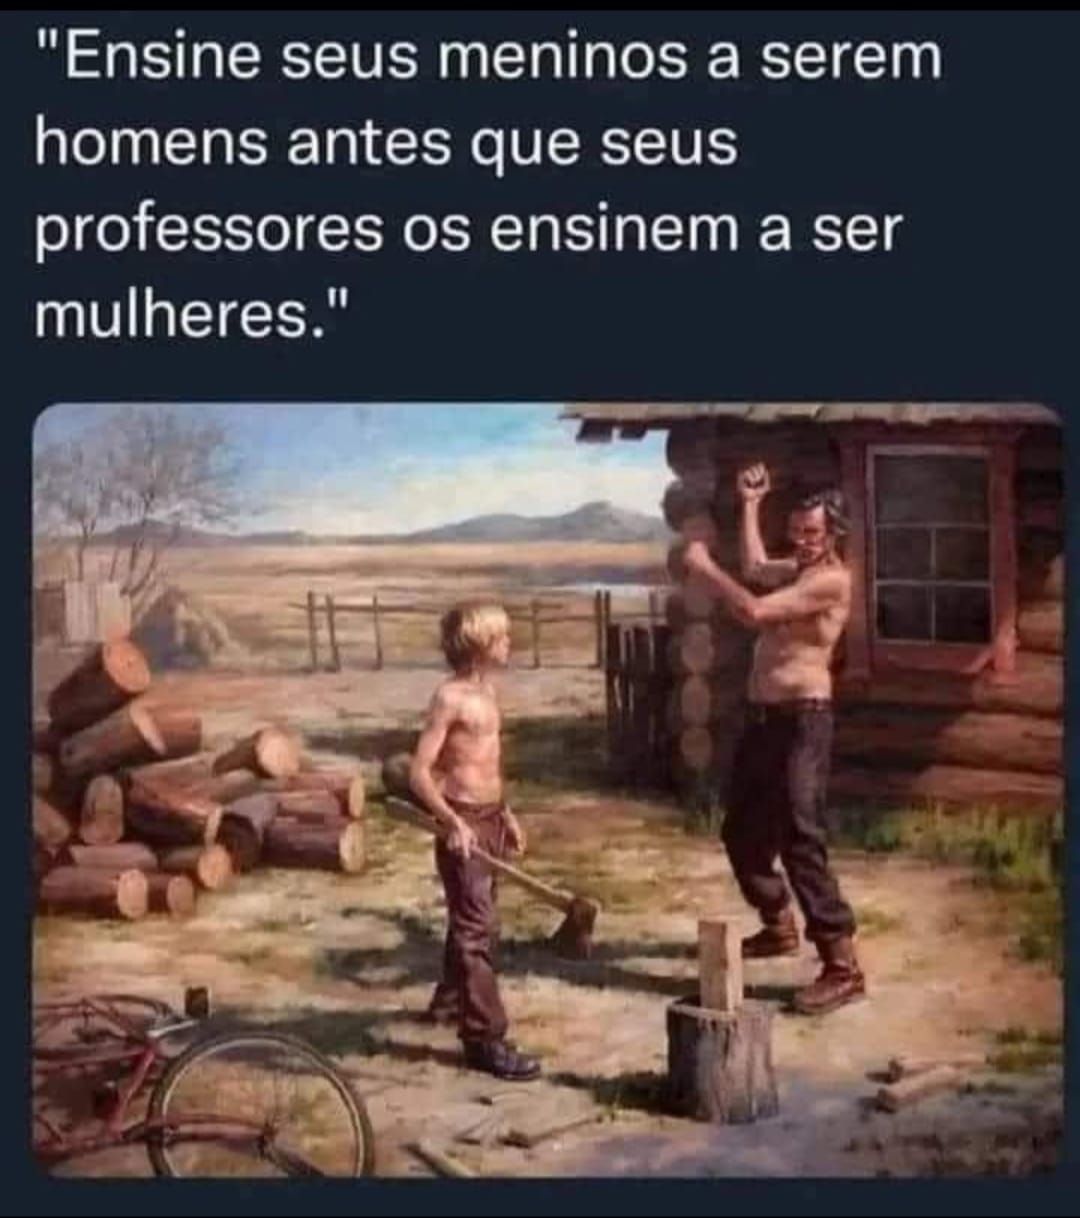 "Ensine seus meninos a serem
homens antes que seus
professores os ensinem a ser
mulheres."